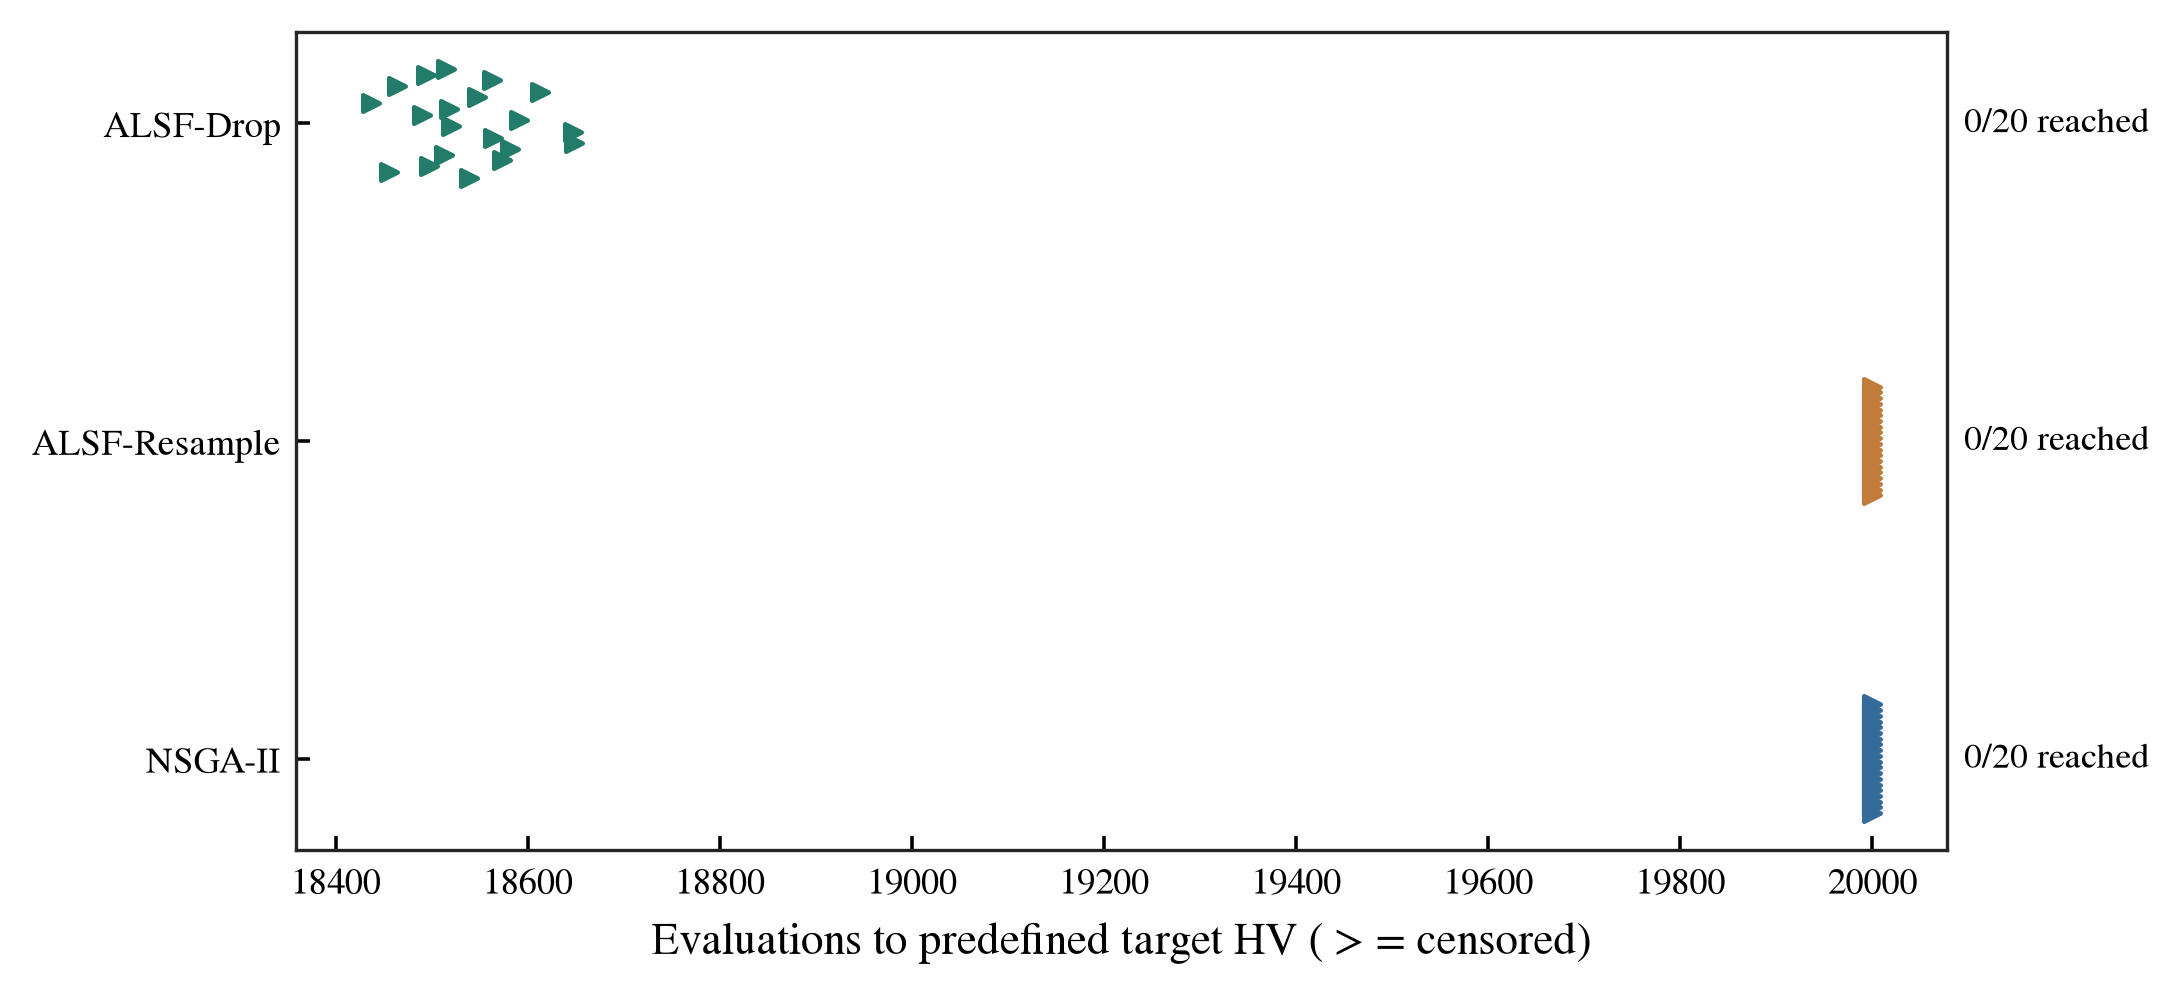 ALSF-Drop
0/20 reached
ALSF-Resample
0/20 reached
NSGA-II
0/20 reached
18400 18600 18800 19000 19200 19400 19600 19800 20000
Evaluations to predefined target HV ( > = censored)